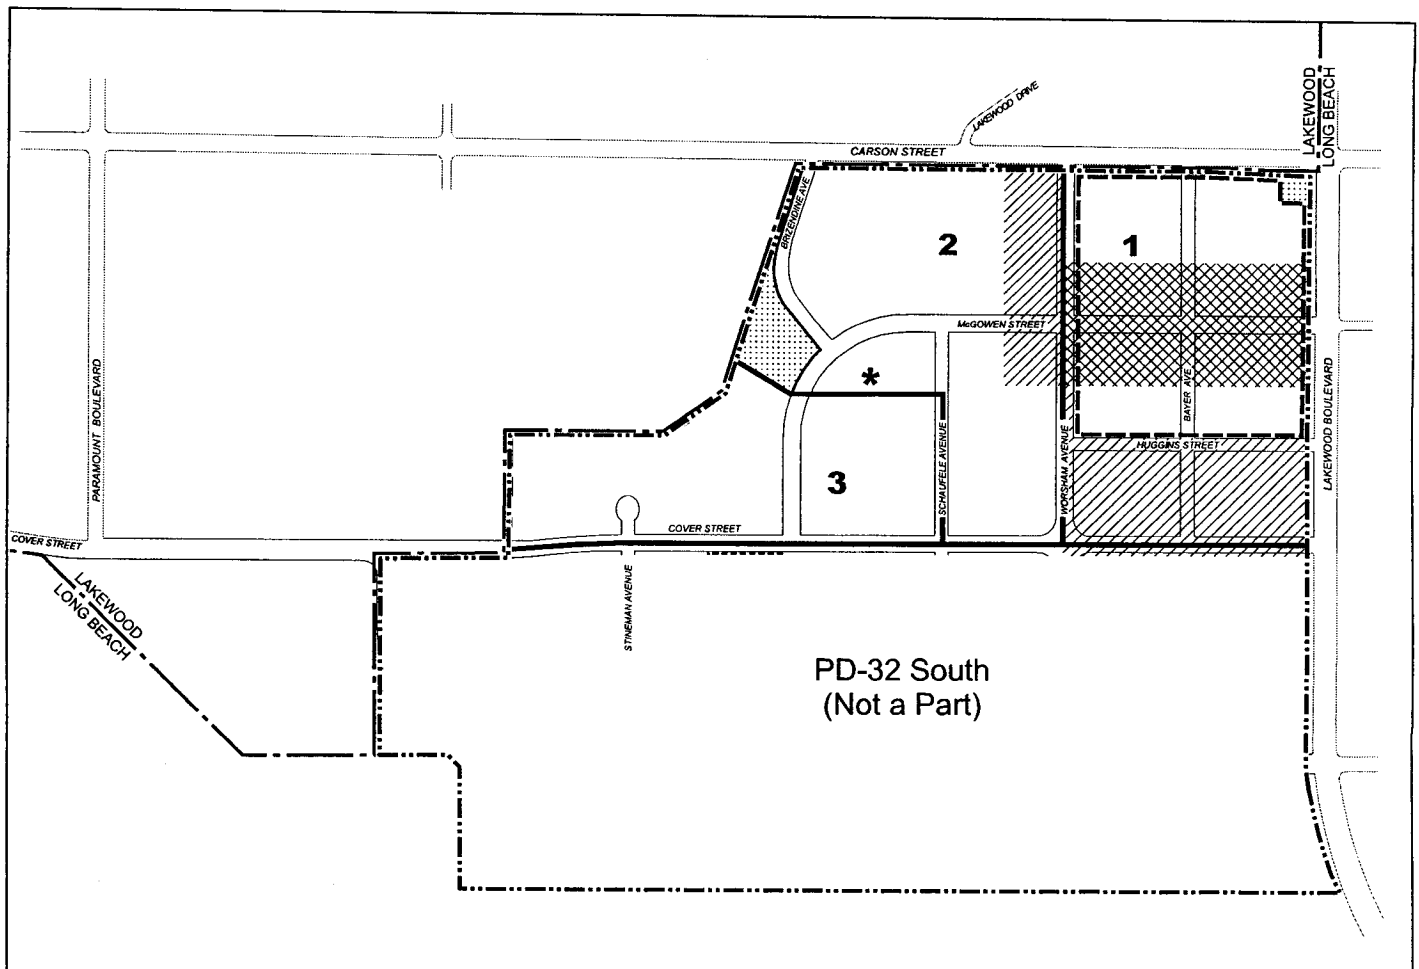 LAKEWOOD
LONG BEACH
LAKEWOOD DRIVE
CARSON STREET
BRIZENDINE AVE
2
1
McGOWEN STREET
*
PARAMOUNT BOULEVARD
BAYER AVE
LAKEWOOD BOULEVARD
HUGGINS STREET
SCHAUFELE AVENUE
WORSHAM AVENUE
3
COVER STREET
COVER STREET
LAKEWOOD
LONG BEACH
STINEMAN AVENUE
PD-32 South
(Not a Part)